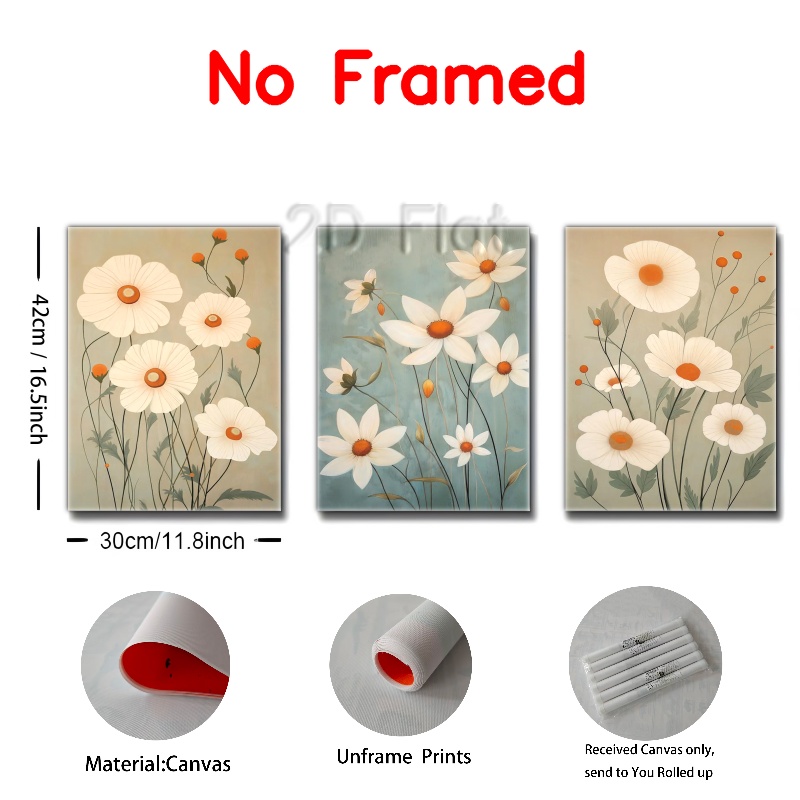 No Framed
2D Flat
42cm / 16.5inch
30cm/11.8inch
Material:Canvas
Unframe Prints
Received Canvas only,
send to You Rolled up